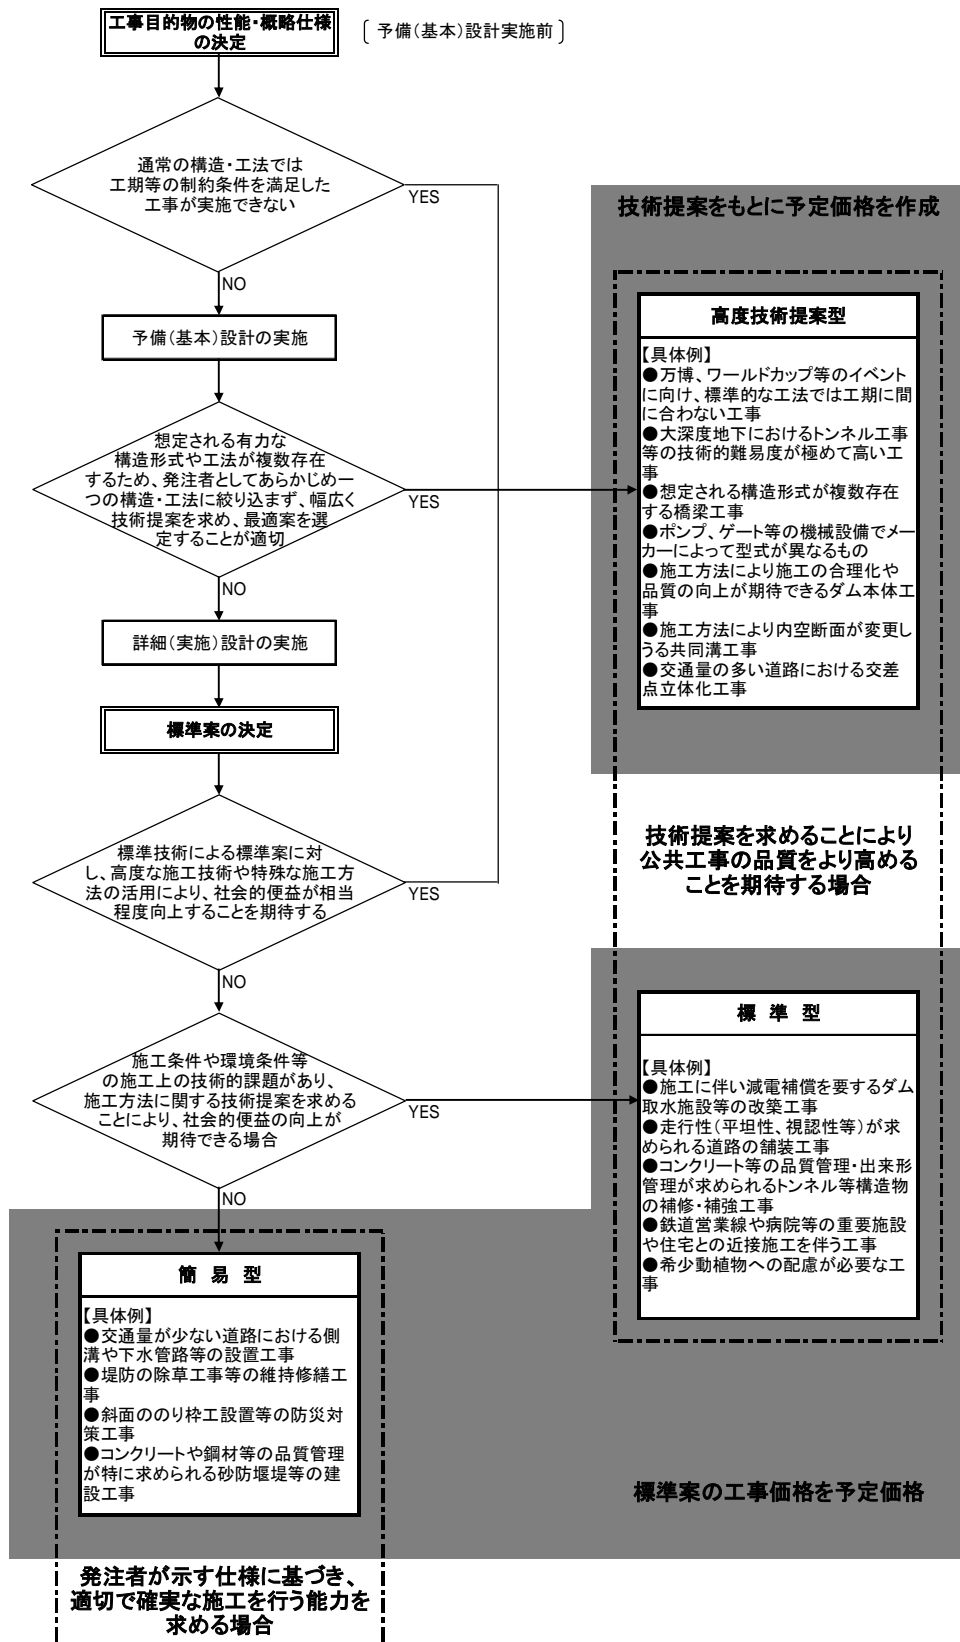 工事目的物の性能・概略仕様
の決定
〔 予備(基本)設計実施前 〕
通常の構造・工法では
工期等の制約条件を満足した
工事が実施できない
YES
NO
予備(基本)設計の実施
想定される有力な
構造形式や工法が複数存在
するため、発注者としてあらかじめ一
つの構造・工法に絞り込まず、幅広く
技術提案を求め、最適案を選
定することが適切
YES
NO
詳細(実施)設計の実施
標準案の決定
標準技術による標準案に対
し、高度な施工技術や特殊な施工方
法の活用により、社会的便益が相当
程度向上することを期待する
YES
NO
施工条件や環境条件等
の施工上の技術的課題があり、
施工方法に関する技術提案を求める
ことにより、社会的便益の向上が
期待できる場合
YES
NO
技術提案をもとに予定価格を作成
高度技術提案型
【具体例】
●万博、ワールドカップ等のイベント
に向け、標準的な工法では工期に間
に合わない工事
●大深度地下におけるトンネル工事
等の技術的難易度が極めて高い工
事
●想定される構造形式が複数存在
する橋梁工事
●ポンプ、ゲート等の機械設備でメー
カーによって型式が異なるもの
●施工方法により施工の合理化や
品質の向上が期待できるダム本体工
事
●施工方法により内空断面が変更し
うる共同溝工事
●交通量の多い道路における交差
点立体化工事
技術提案を求めることにより
公共工事の品質をより高める
ことを期待する場合
標 準 型
【具体例】
●施工に伴い減電補償を要するダム
取水施設等の改築工事
●走行性(平坦性、視認性等)が求
められる道路の舗装工事
●コンクリート等の品質管理・出来形
管理が求められるトンネル等構造物
の補修・補強工事
●鉄道営業線や病院等の重要施設
や住宅との近接施工を伴う工事
●希少動植物への配慮が必要な工
事
簡 易 型
【具体例】
●交通量が少ない道路における側
溝や下水管路等の設置工事
●堤防の除草工事等の維持修繕工
事
●斜面ののり枠工設置等の防災対
策工事
●コンクリートや鋼材等の品質管理
が特に求められる砂防堰堤等の建
設工事
標準案の工事価格を予定価格
発注者が示す仕様に基づき、
適切で確実な施工を行う能力を
求める場合